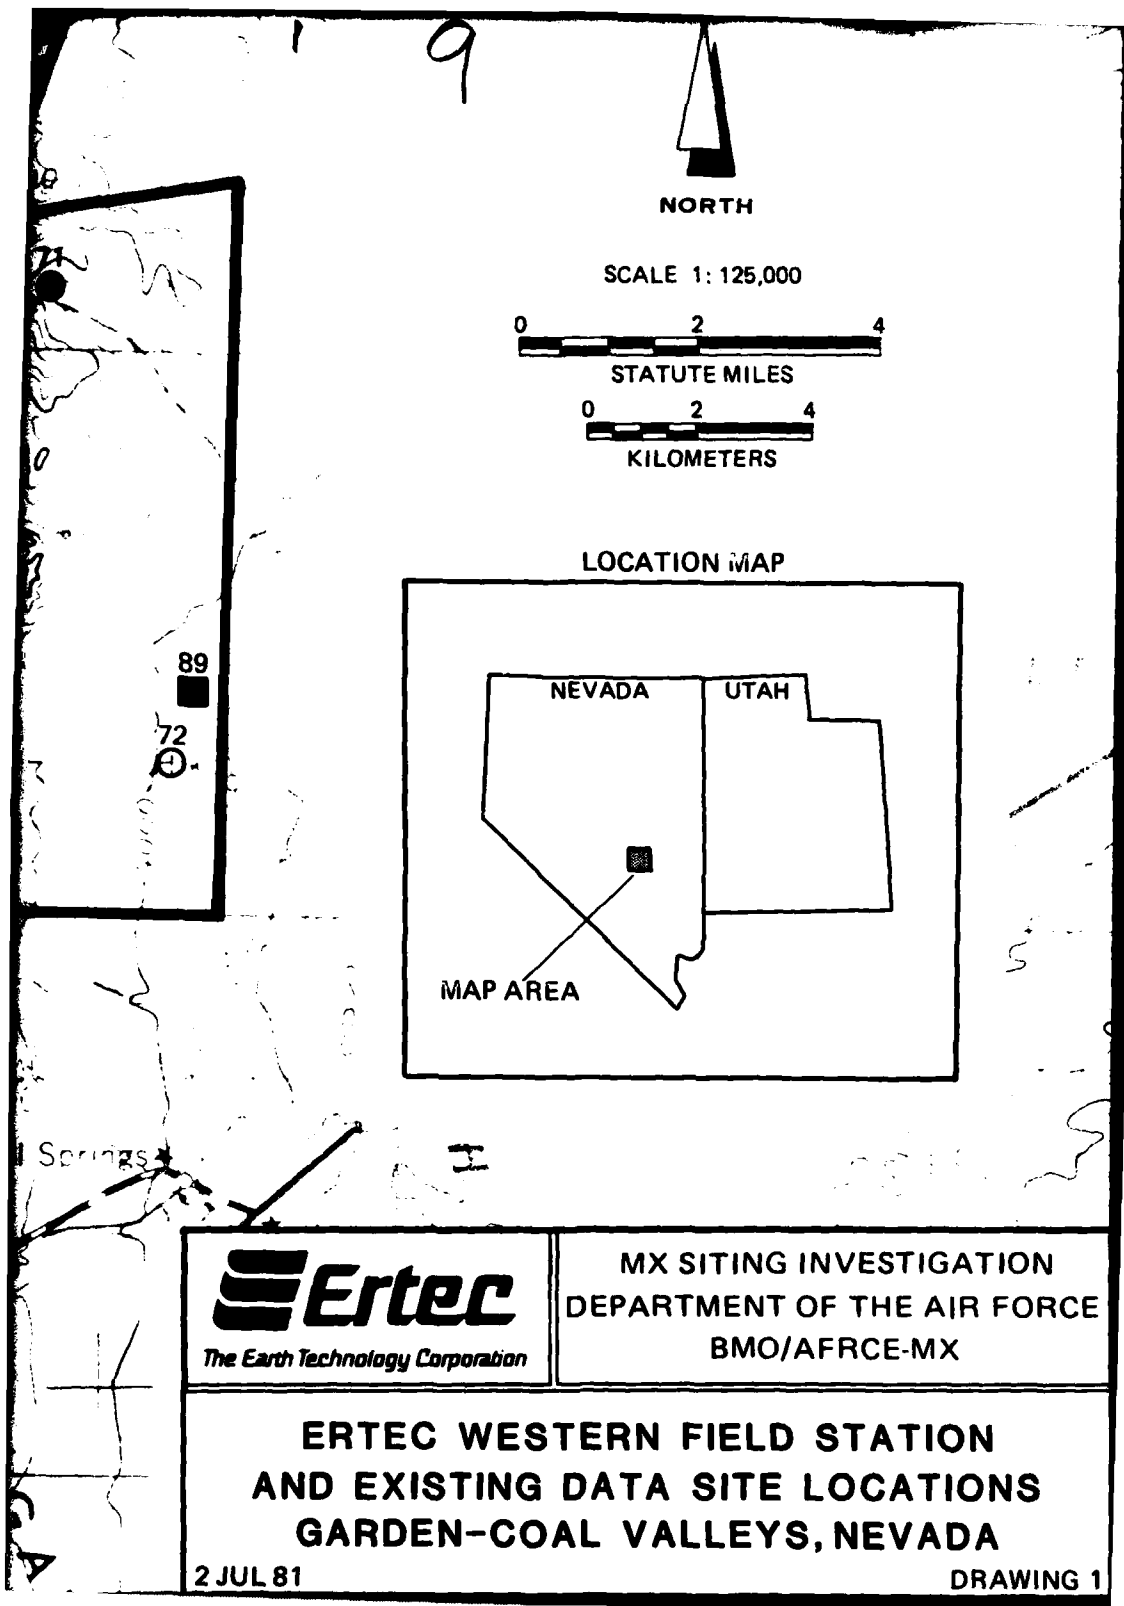 9
NORTH
SCALE 1: 125,000
0 2 4
STATUTE MILES
0 2 4
KILOMETERS
71
LOCATION MAP
NEVADA UTAH
MAP AREA
89
72
Springs
Ertec
The Earth Technology Corporation
MX SITING INVESTIGATION
DEPARTMENT OF THE AIR FORCE
BMO/AFRCE-MX
ERTEC WESTERN FIELD STATION
AND EXISTING DATA SITE LOCATIONS
GARDEN-COAL VALLEYS, NEVADA
2 JUL 81
DRAWING 1